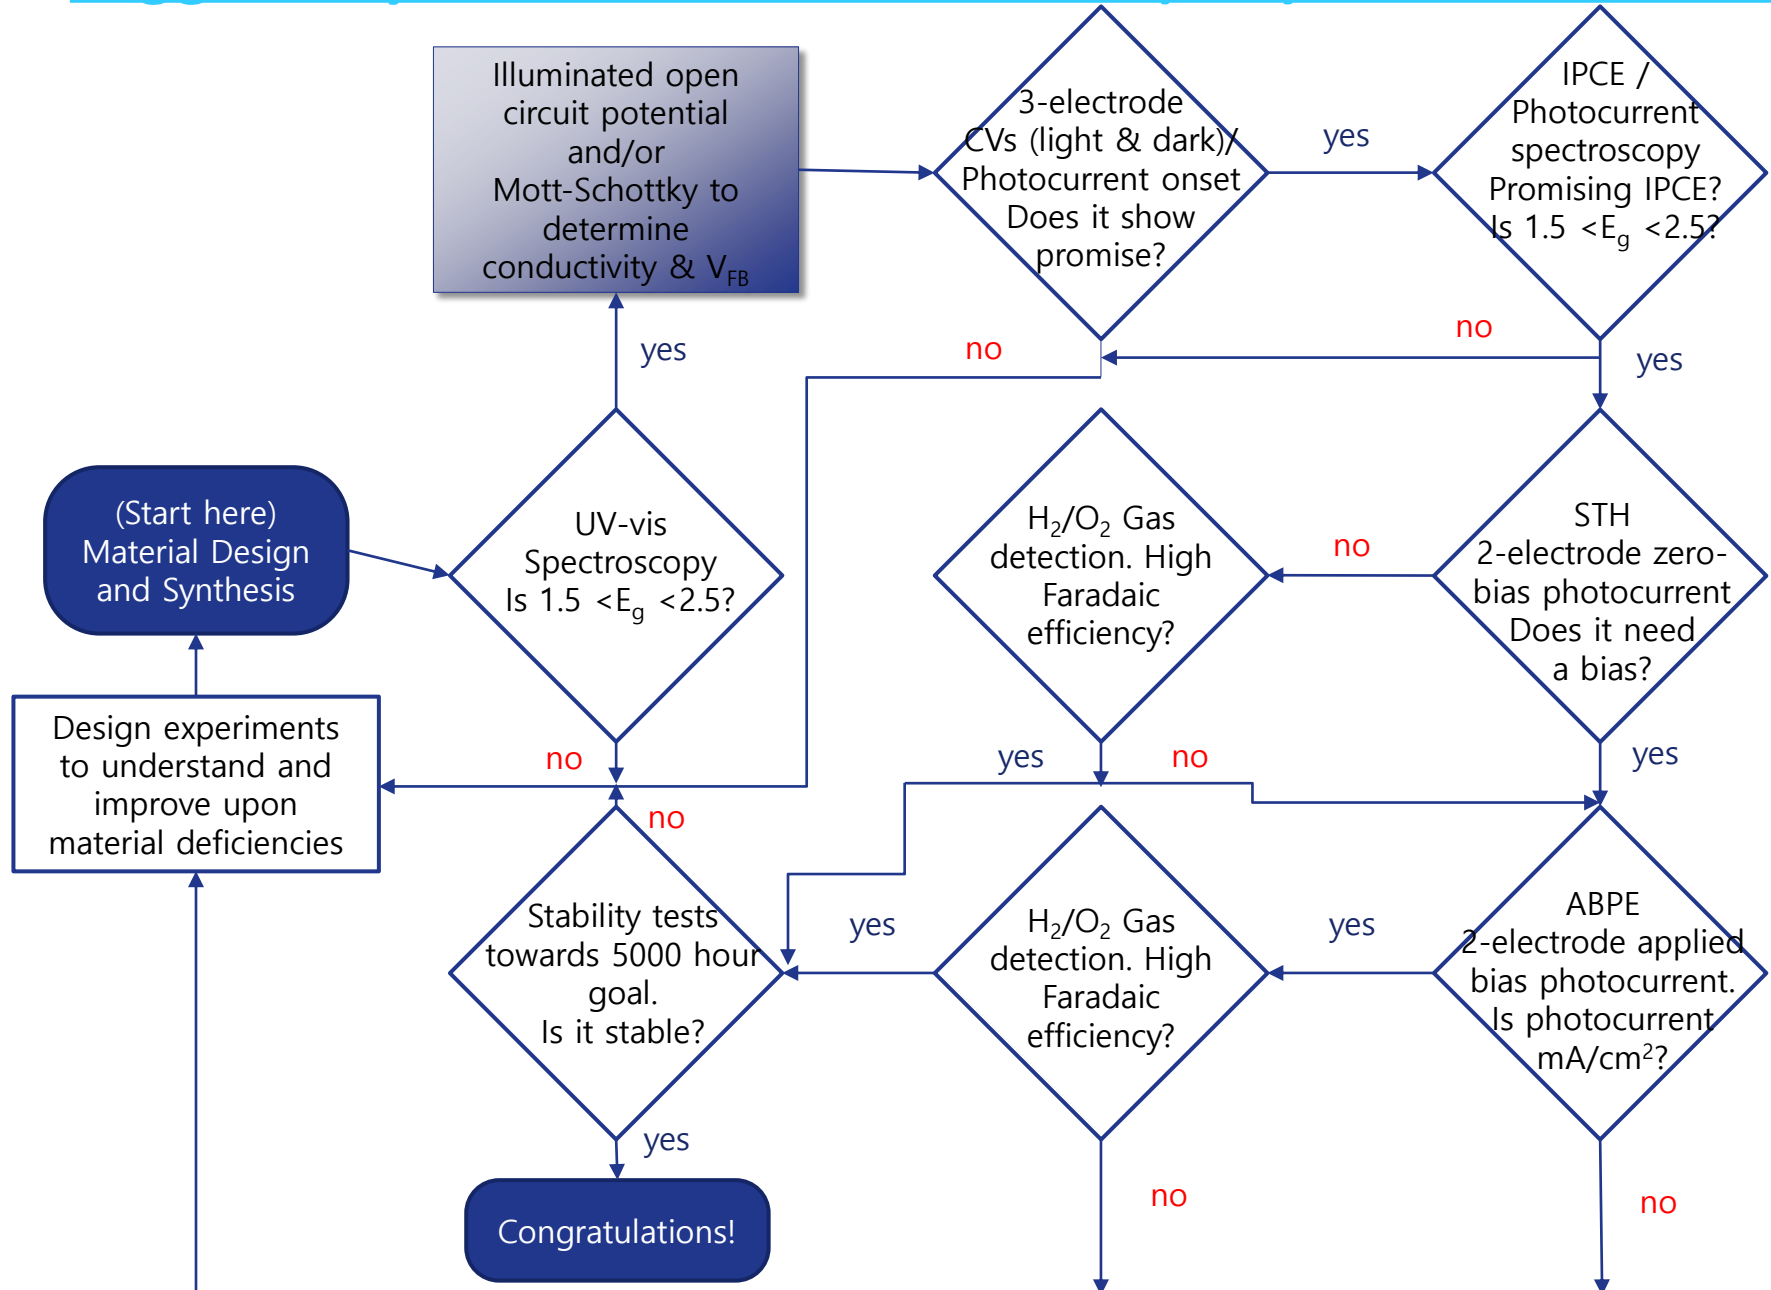 Illuminated open
circuit potential
and/or
Mott-Schottky to
determine
conductivity & V_FB
3-electrode
CVs (light & dark)/
Photocurrent onset
Does it show
promise?
yes
IPCE /
Photocurrent
spectroscopy
Promising IPCE?
Is 1.5 <E_g <2.5?
yes
no
no
yes
(Start here)
Material Design
and Synthesis
UV-vis
Spectroscopy
Is 1.5 <E_g <2.5?
H₂/O₂ Gas
detection. High
Faradaic
efficiency?
no
STH
2-electrode zero-
bias photocurrent
Does it need
a bias?
Design experiments
to understand and
improve upon
material deficiencies
no
yes
no
yes
no
Stability tests
towards 5000 hour
goal.
Is it stable?
yes
H₂/O₂ Gas
detection. High
Faradaic
efficiency?
yes
ABPE
2-electrode applied
bias photocurrent.
Is photocurrent
mA/cm²?
yes
no
no
Congratulations!